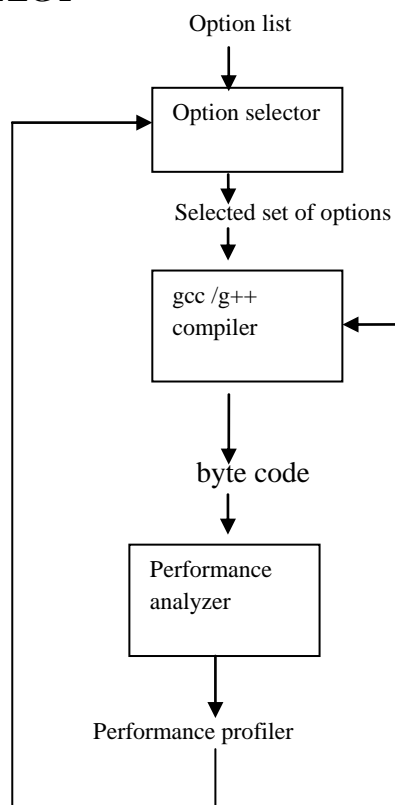 Option list
Option selector
Selected set of options
gcc /g++
compiler
byte code
Performance
analyzer
Performance profiler